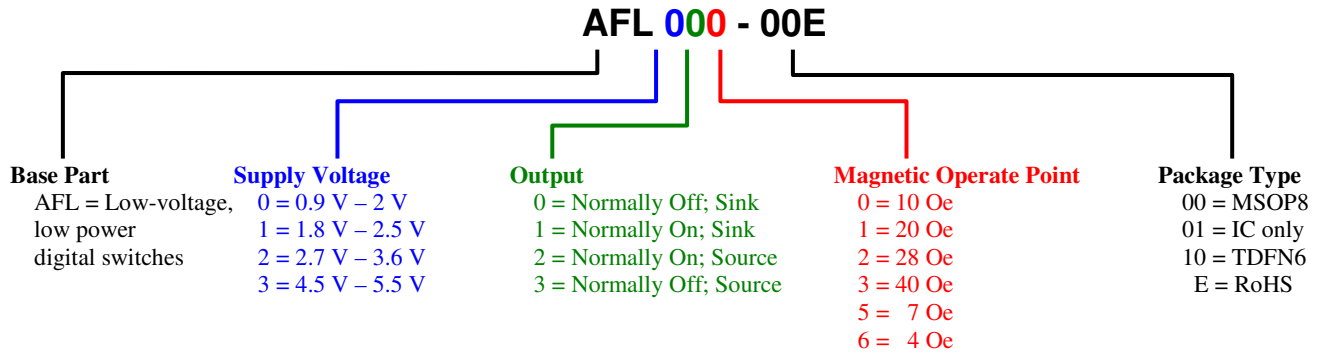 AFL 000 - 00E
Base Part
AFL = Low-voltage,
low power
digital switches
Supply Voltage
0 = 0.9 V – 2 V
1 = 1.8 V – 2.5 V
2 = 2.7 V – 3.6 V
3 = 4.5 V – 5.5 V
Output
0 = Normally Off; Sink
1 = Normally On; Sink
2 = Normally On; Source
3 = Normally Off; Source
Magnetic Operate Point
0 = 10 Oe
1 = 20 Oe
2 = 28 Oe
3 = 40 Oe
5 = 7 Oe
6 = 4 Oe
Package Type
00 = MSOP8
01 = IC only
10 = TDFN6
E = RoHS